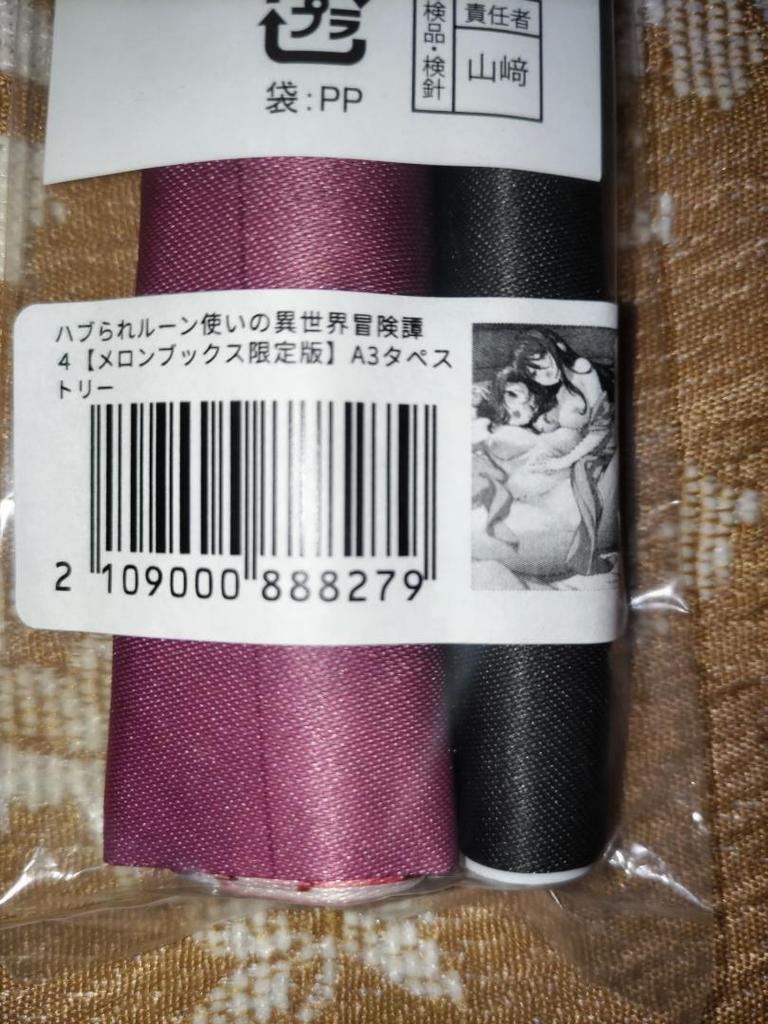 プラ
責任者
検品・検針
山﨑
袋:PP
ハブられルーン使いの異世界冒険譚
4【メロンブックス限定版】A3タペス
トリー
2 109000 888279